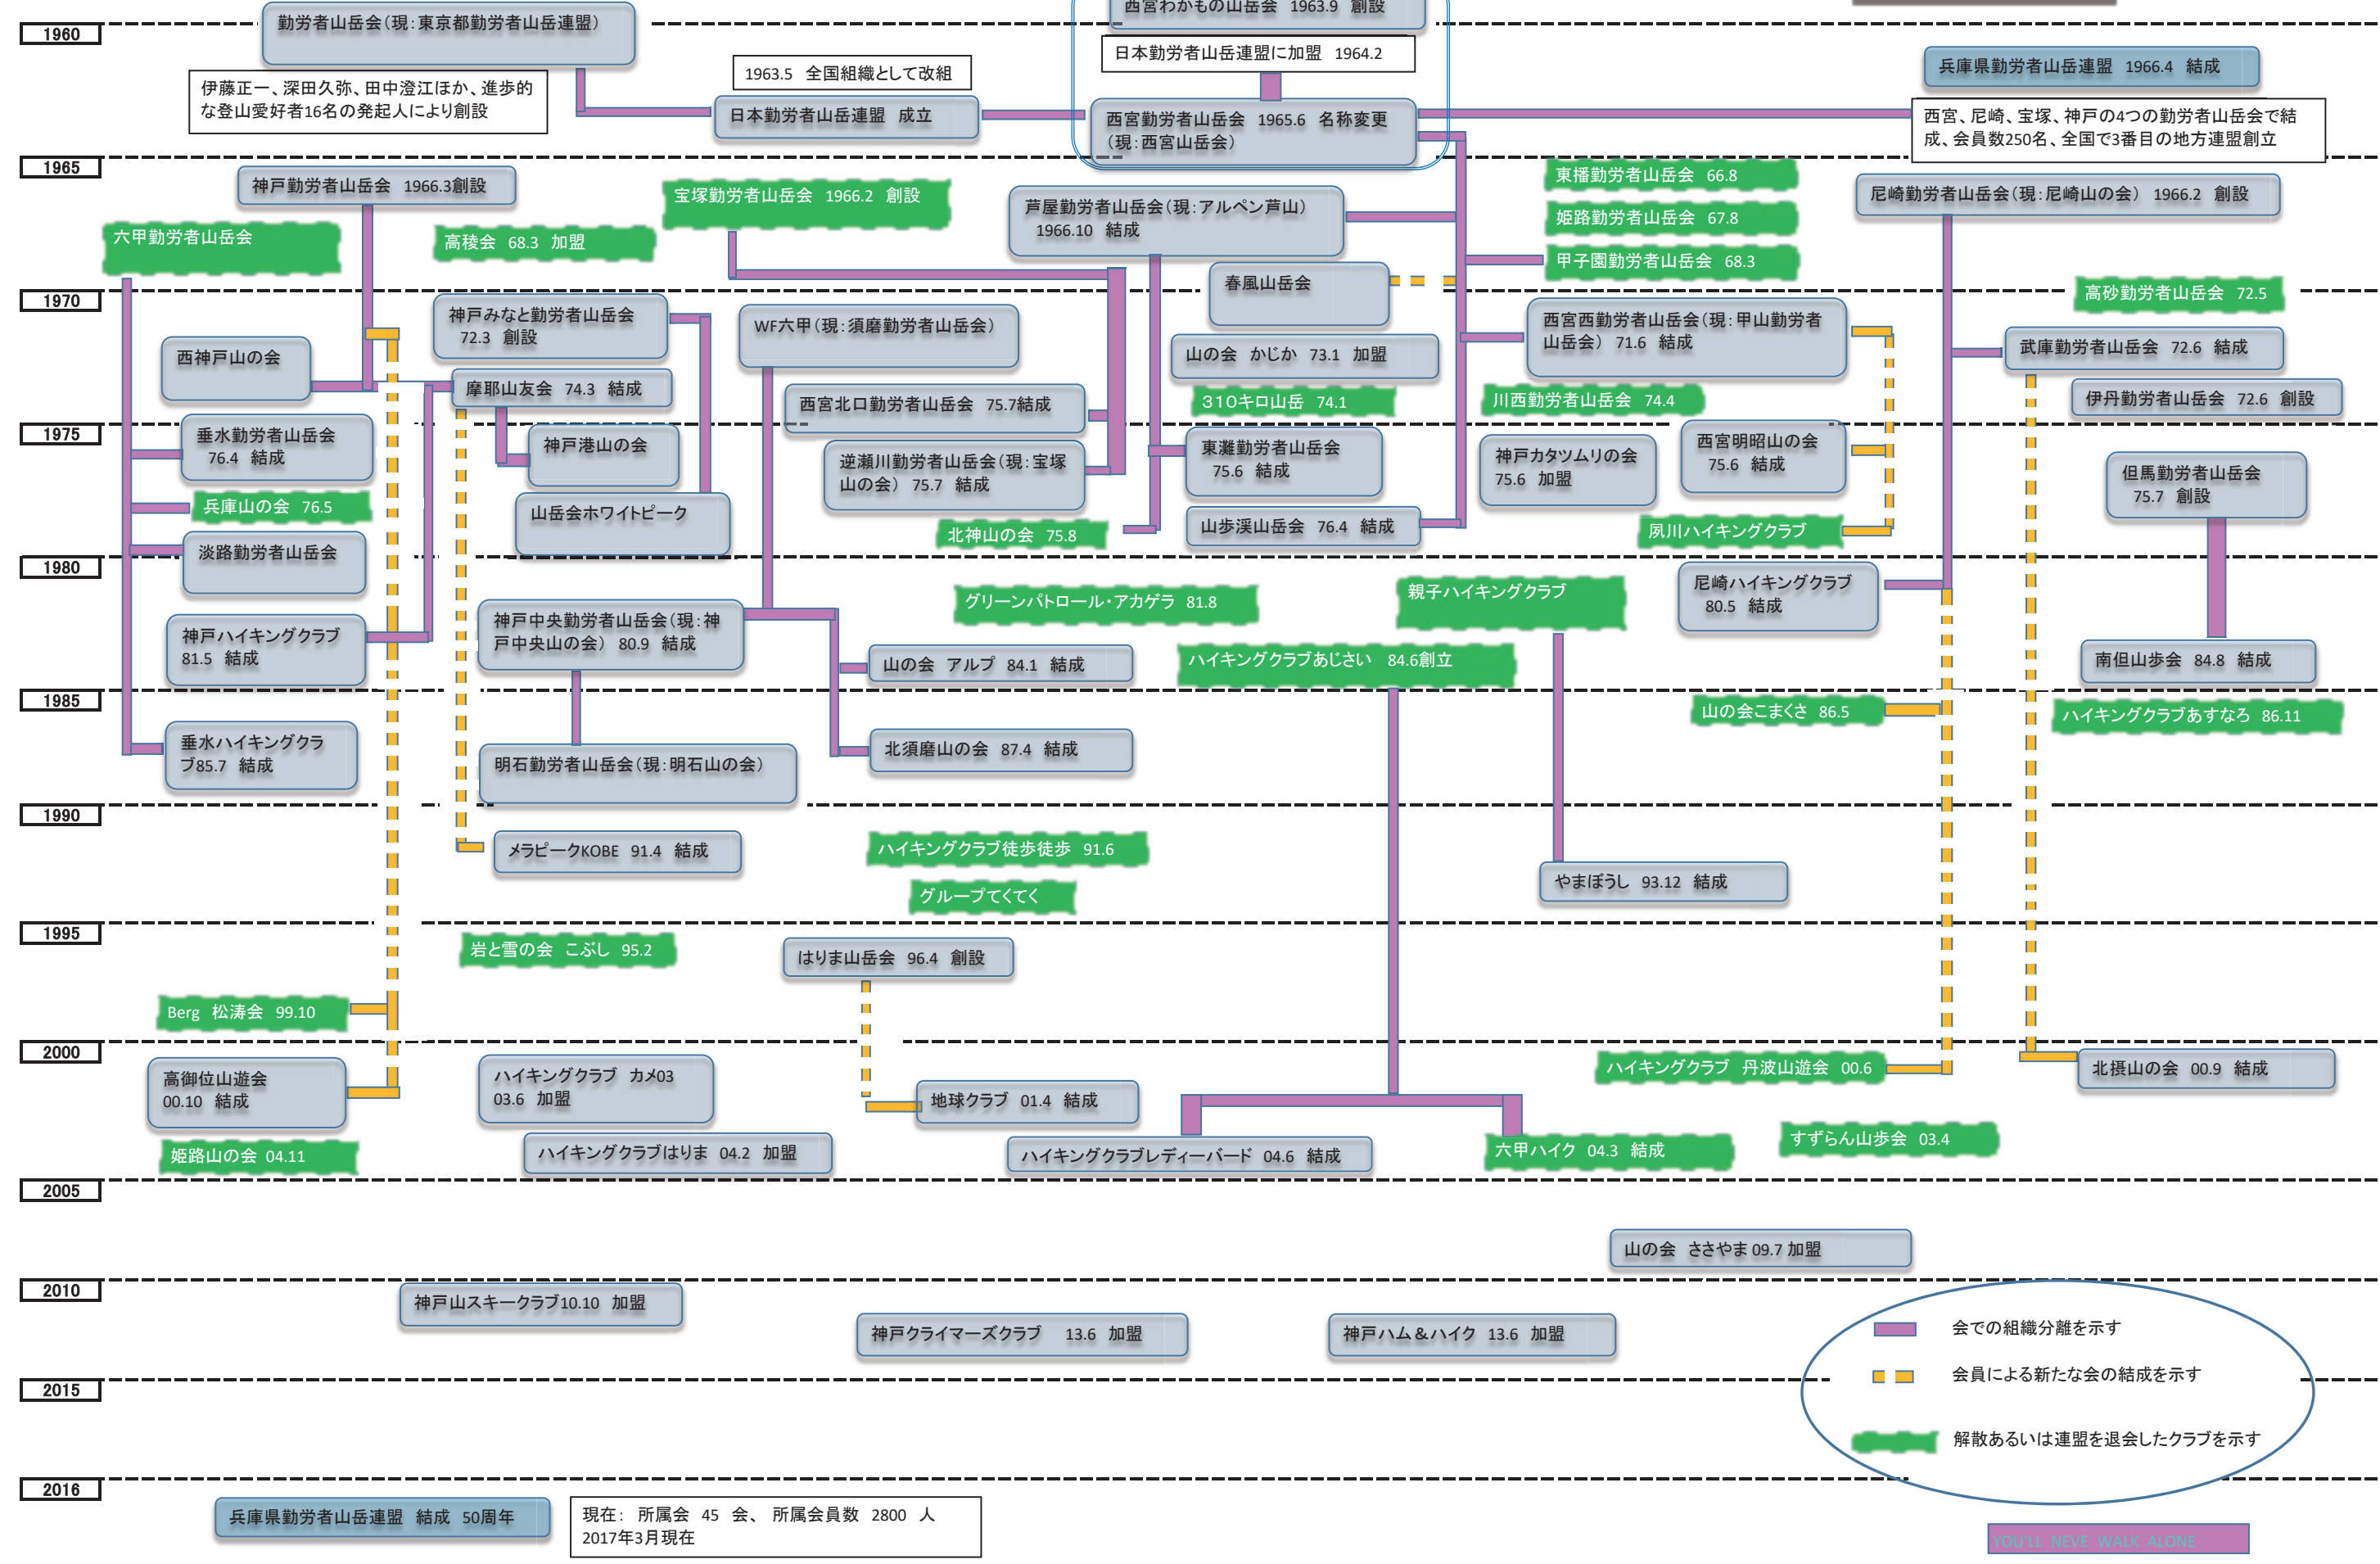 西宮わかもの山岳会 1963.9 創設
1960
勤労者山岳会(現:東京都勤労者山岳連盟)
日本勤労者山岳連盟に加盟 1964.2
伊藤正一、深田久弥、田中澄江ほか、進歩的
な登山愛好者16名の発起人により創設
1963.5 全国組織として改組
兵庫県勤労者山岳連盟 1966.4 結成
日本勤労者山岳連盟 成立
西宮勤労者山岳会 1965.6 名称変更
(現:西宮山岳会)
西宮、尼崎、宝塚、神戸の4つの勤労者山岳会で結
成、会員数250名、全国で3番目の地方連盟創立
1965
神戸勤労者山岳会 1966.3創設
宝塚勤労者山岳会 1966.2 創設
芦屋勤労者山岳会(現:アルペン芦山)
1966.10 結成
東播勤労者山岳会 66.8
姫路勤労者山岳会 67.8
甲子園勤労者山岳会 68.3
尼崎勤労者山岳会(現:尼崎山の会) 1966.2 創設
六甲勤労者山岳会
高稜会 68.3 加盟
春風山岳会
1970
高砂勤労者山岳会 72.5
神戸みなと勤労者山岳会
72.3 創設
WF六甲(現:須磨勤労者山岳会)
西宮西勤労者山岳会(現:甲山勤労者
山岳会) 71.6 結成
西神戸山の会
山の会 かじか 73.1 加盟
武庫勤労者山岳会 72.6 結成
摩耶山友会 74.3 結成
西宮北口勤労者山岳会 75.7結成
310キロ山岳 74.1
川西勤労者山岳会 74.4
伊丹勤労者山岳会 72.6 創設
1975
垂水勤労者山岳会
76.4 結成
神戸港山の会
逆瀬川勤労者山岳会(現:宝塚
山の会) 75.7 結成
東灘勤労者山岳会
75.6 結成
神戸カタツムリの会
75.6 加盟
西宮明昭山の会
75.6 結成
但馬勤労者山岳会
75.7 創設
兵庫山の会 76.5
山岳会ホワイトピーク
北神山の会 75.8
山歩渓山岳会 76.4 結成
夙川ハイキングクラブ
淡路勤労者山岳会
1980
尼崎ハイキングクラブ
80.5 結成
神戸ハイキングクラブ
81.5 結成
神戸中央勤労者山岳会(現:神
戸中央山の会) 80.9 結成
グリーンパトロール・アカゲラ 81.8
親子ハイキングクラブ
山の会 アルプ 84.1 結成
ハイキングクラブあじさい 84.6創立
南但山歩会 84.8 結成
1985
山の会こまくさ 86.5
ハイキングクラブあすなろ 86.11
垂水ハイキングクラ
ブ85.7 結成
明石勤労者山岳会(現:明石山の会)
北須磨山の会 87.4 結成
1990
メラピークKOBE 91.4 結成
ハイキングクラブ徒歩徒歩 91.6
グループてくてく
やまぼうし 93.12 結成
1995
岩と雪の会 こぶし 95.2
はりま山岳会 96.4 創設
Berg 松涛会 99.10
2000
高御位山遊会
00.10 結成
ハイキングクラブ カメ03
03.6 加盟
地球クラブ 01.4 結成
ハイキングクラブ 丹波山遊会 00.6
北摂山の会 00.9 結成
姫路山の会 04.11
ハイキングクラブはりま 04.2 加盟
ハイキングクラブレディーバード 04.6 結成
六甲ハイク 04.3 結成
すずらん山歩会 03.4
2005
山の会 ささやま 09.7 加盟
2010
神戸山スキークラブ10.10 加盟
神戸クライマーズクラブ 13.6 加盟
神戸ハム&ハイク 13.6 加盟
会での組織分離を示す
会員による新たな会の結成を示す
2015
解散あるいは連盟を退会したクラブを示す
2016
兵庫県勤労者山岳連盟 結成 50周年
現在: 所属会 45 会、 所属会員数 2800 人
2017年3月現在
YOU'LL NEVE WALK ALONE